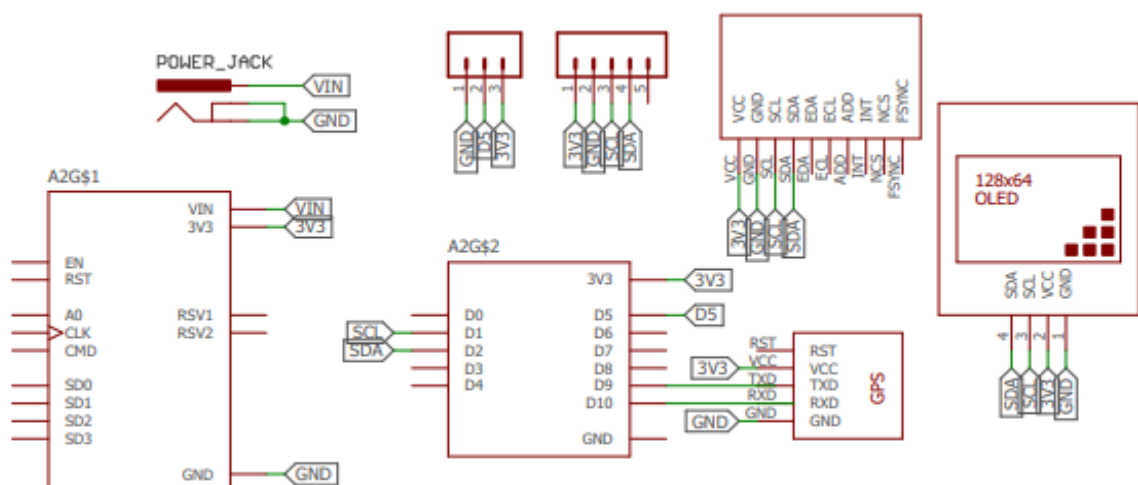 POWER_JACK
VIN
GND
1
2
3
GND
D5
3V3
1
2
3
4
5
3V3
GND
SCL
SDA
VCC
GND
SCL
SDA
EDA
ECL
ADD
INT
NCS
FSYNC
VCC
GND
SCL
SDA
EDA
ECL
ADD
INT
NCS
FSYNC
3V3
GND
SCL
SDA
128x64
OLED
SDA
SCL
VCC
GND
4
3
2
1
SDA
SCL
3V3
GND
A2G$1
VIN
VIN
3V3
3V3
EN
RST
A0
RSV1
CLK
RSV2
CMD
SD0
SD1
SD2
SD3
GND
GND
A2G$2
3V3
3V3
D0
D5
D5
SCL
D1
D6
SDA
D2
D7
D3
D8
D4
D9
D10
GND
RST
RST
3V3
VCC
VCC
TXD
TXD
RXD
RXD
GND
GND
GND
GPS